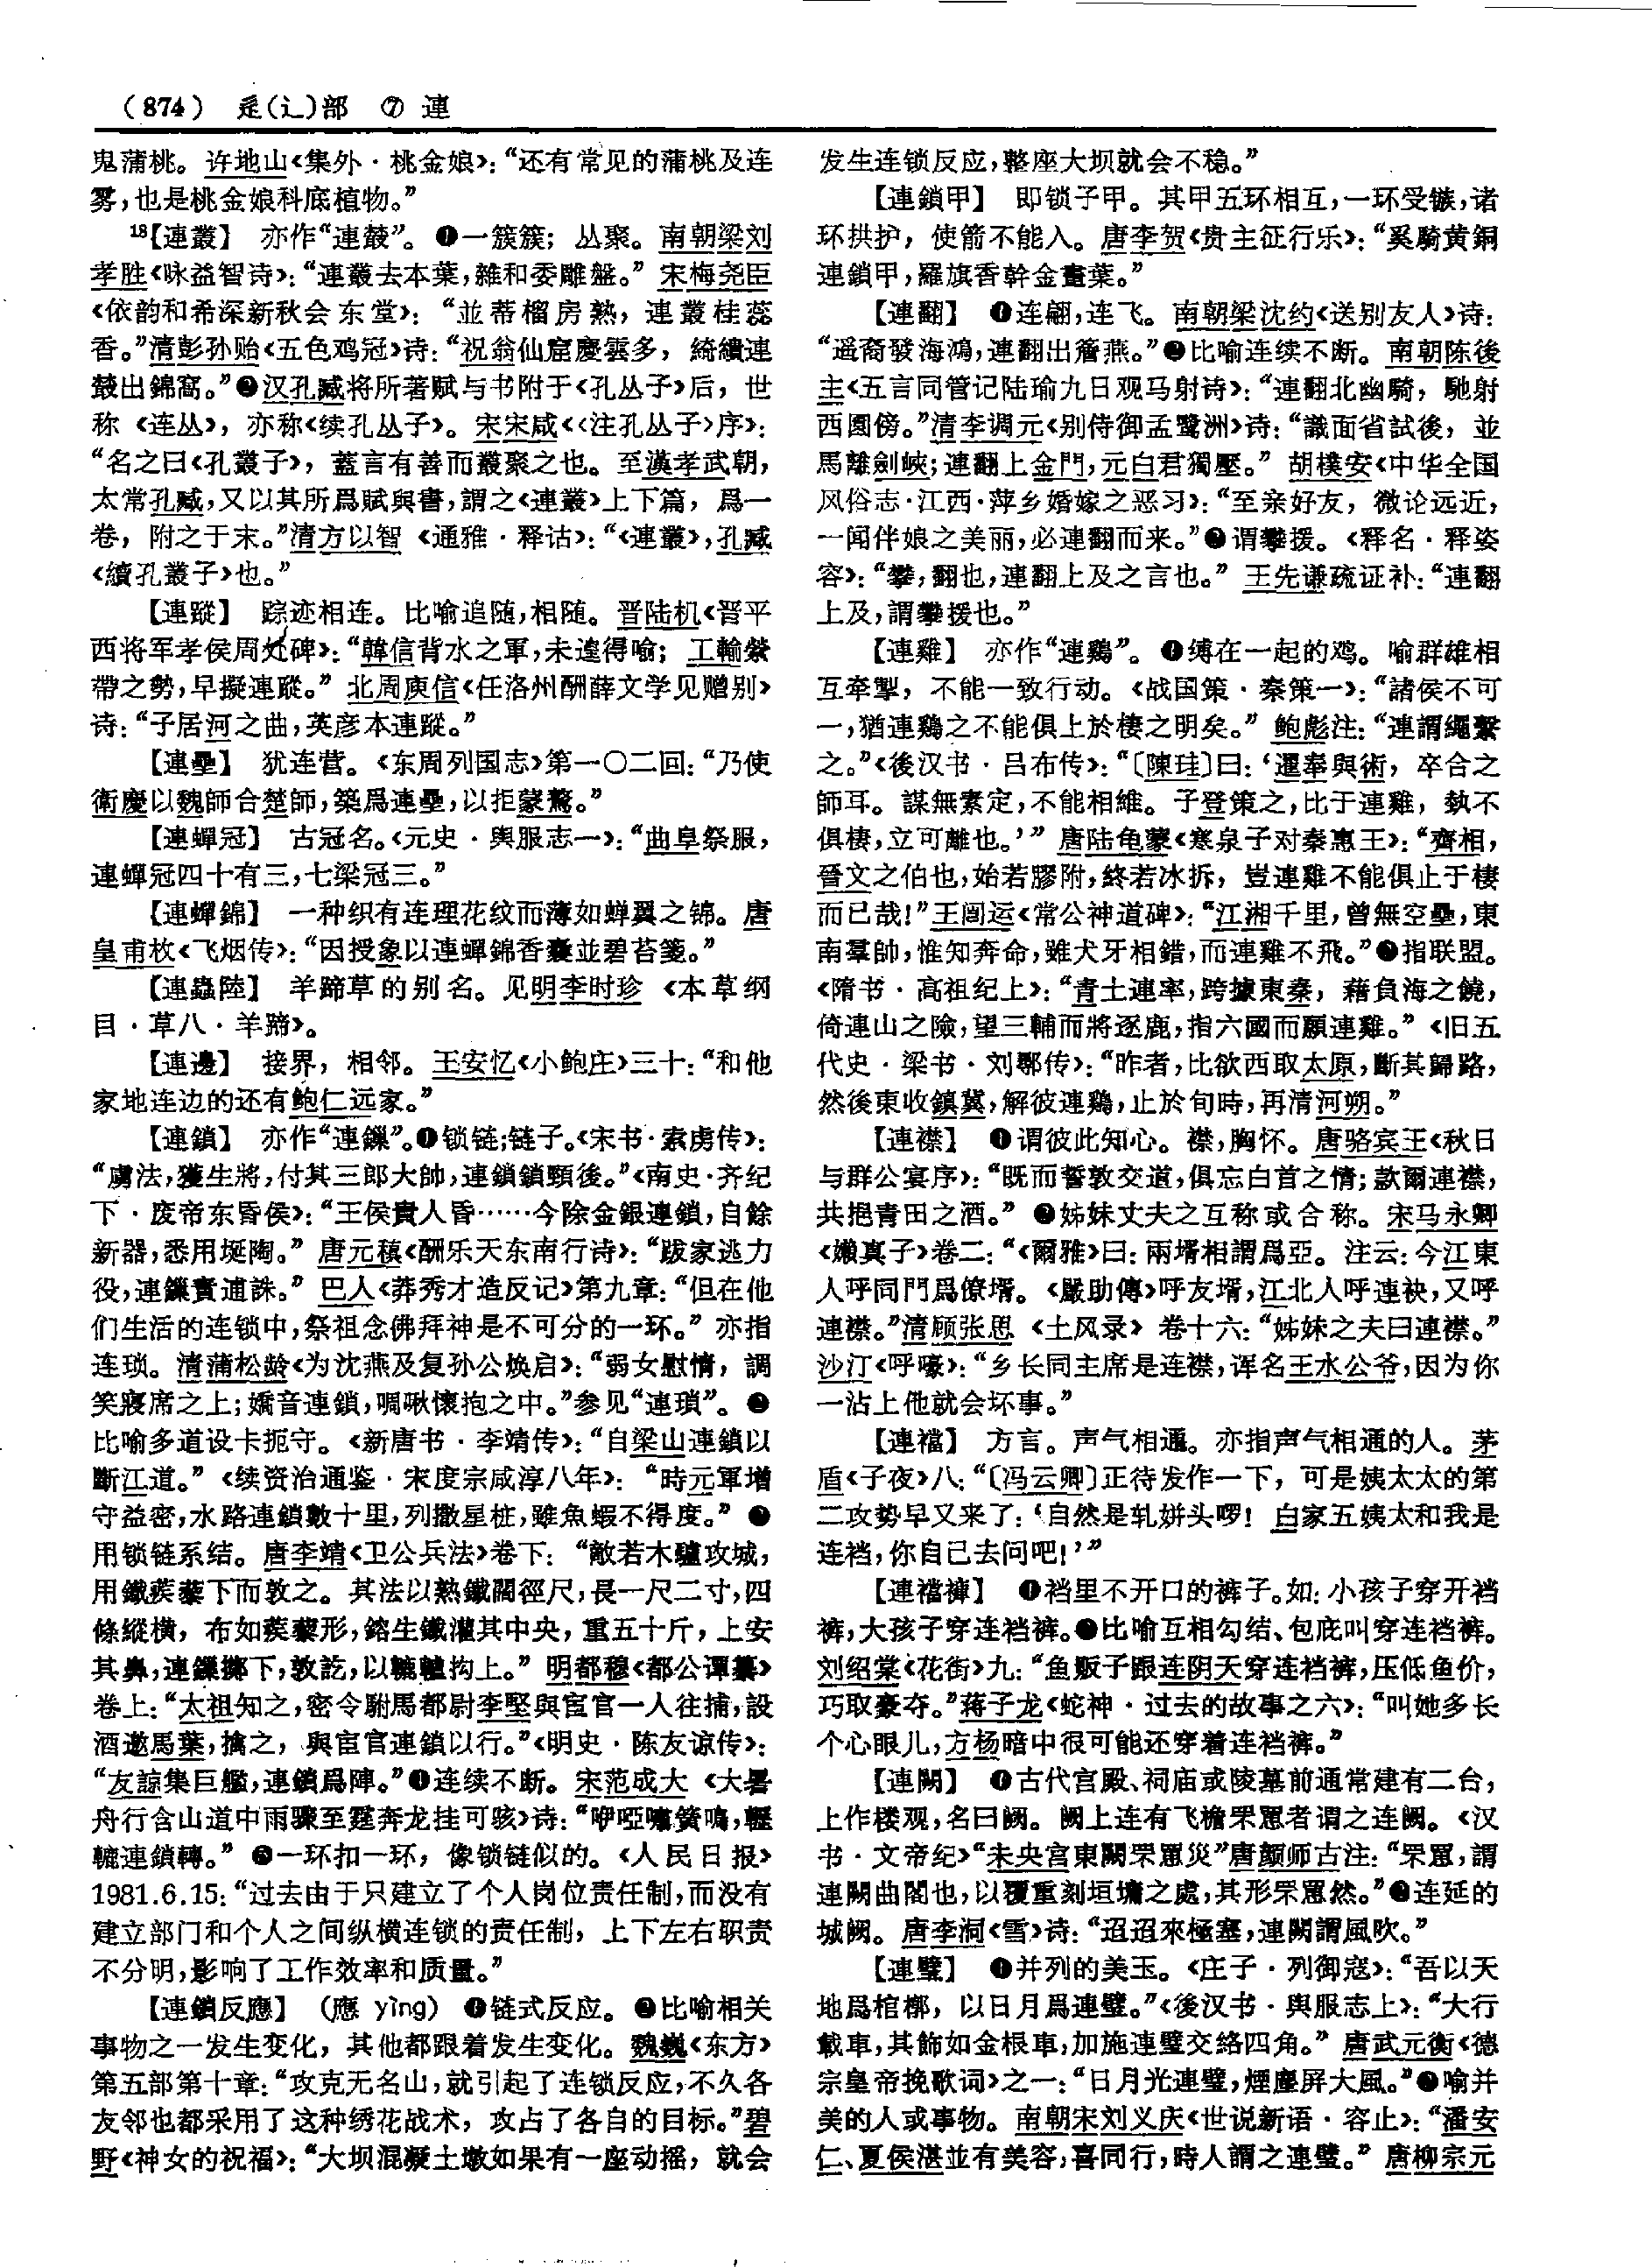 （874） 辵(辶)部 ⑦ 連
鬼蒲桃。许地山《集外·桃金娘》：“还有常见的蒲桃及连
雾，也是桃金娘科底植物。”
18【連叢】 亦作“連藂”。❶一簇簇；丛聚。南朝梁刘
孝胜《咏益智诗》：“連叢去本葉，雜和委雕盤。” 宋梅尧臣
《依韵和希深新秋会东堂》：“並蒂榴房熟，連叢桂蕊
香。”清彭孙贻《五色鸡冠》诗：“祝翁仙窟慶雲多，綺繢連
藂出錦窩。”❷汉孔臧将所著赋与书附于《孔丛子》后，世
称《连丛》，亦称《续孔丛子》。宋宋咸《〈注孔丛子〉序》：
“名之曰《孔叢子》，蓋言有善而叢聚之也。至漢孝武朝，
太常孔臧，又以其所爲賦與書，謂之《連叢》上下篇，爲一
卷，附之于末。”清方以智《通雅·释诂》：“《連叢》，孔臧
《續孔叢子》也。”
【連蹤】 踪迹相连。比喻追随，相随。晋陆机《晋平
西将军孝侯周处碑》：“韓信背水之軍，未遑得喻；工輸縈
帶之勢，早擬連蹤。” 北周庾信《任洛州酬薛文学见赠别》
诗：“子居河之曲，英彦本連蹤。”
【連壘】 犹连营。《东周列国志》第一〇二回：“乃使
衛慶以魏師合楚師，築爲連壘，以拒蒙驁。”
【連蟬冠】 古冠名。《元史·舆服志一》：“曲阜祭服，
連蟬冠四十有三，七梁冠三。”
【連蟬錦】 一种织有连理花纹而薄如蝉翼之锦。唐
皇甫枚《飞烟传》：“因授象以連蟬錦香囊並碧苔箋。”
【連蟲陸】 羊蹄草的别名。见明李时珍《本草纲
目·草八·羊蹄》。
【連邊】 接界，相邻。王安忆《小鲍庄》三十：“和他
家地连边的还有鲍仁远家。”
【連鎖】 亦作“連鏁”。❶锁链；链子。《宋书·索虏传》：
“虜法，獲生將，付其三郎大帥，連鎖鎖頸後。”《南史·齐纪
下·废帝东昏侯》：“王侯貴人昏……今除金銀連鎖，自餘
新器，悉用埏陶。” 唐元稹《酬乐天东南行诗》：“跋家逃力
役，連鏁責逋誅。” 巴人《莽秀才造反记》第九章：“但在他
们生活的连锁中，祭祖念佛拜神是不可分的一环。” 亦指
连琐。清蒲松龄《为沈燕及复孙公焕启》：“弱女慰情，調
笑寢席之上；嬌音連鎖，啁啾懷抱之中。”参见“連瑣”。❷
比喻多道设卡扼守。《新唐书·李靖传》：“自梁山連鎖以
斷江道。”《续资治通鉴·宋度宗咸淳八年》：“時元軍增
守益密，水路連鎖數十里，列撒星桩，雖魚蝦不得度。” ❸
用锁链系结。唐李靖《卫公兵法》卷下：“敵若木驢攻城，
用鐵蒺藜下而敦之。其法以熟鐵闊徑尺，長一尺二寸，四
條縱横，布如蒺藜形，鎔生鐵灌其中央，重五十斤，上安
其鼻，連鏁擲下，敦訖，以轆轤拘上。” 明都穆《都公谭纂》
卷上：“太祖知之，密令駙馬都尉李堅與宦官一人往捕，設
酒邀馬葉，擒之，與宦官連鎖以行。”《明史·陈友谅传》：
“友諒集巨艦，連鎖爲陣。”❹连续不断。宋范成大《大暑
舟行含山道中雨骤至霆奔龙挂可骇》诗：“咿啞嘯簧鳴，轣
轆連鎖轉。” ❺一环扣一环，像锁链似的。《人民日报》
1981.6.15：“过去由于只建立了个人岗位责任制，而没有
建立部门和个人之间纵横连锁的责任制，上下左右职责
不分明，影响了工作效率和质量。”
【連鎖反應】 （應 yìng） ❶链式反应。❷比喻相关
事物之一发生变化，其他都跟着发生变化。魏巍《东方》
第五部第十章：“攻克无名山，就引起了连锁反应，不久各
友邻也都采用了这种绣花战术，攻占了各自的目标。”碧
野《神女的祝福》：“大坝混凝土墩如果有一座动摇，就会
发生连锁反应，整座大坝就会不稳。”
【連鎖甲】 即锁子甲。其甲五环相互，一环受镞，诸
环拱护，使箭不能入。唐李贺《贵主征行乐》：“奚騎黄銅
連鎖甲，羅旗香幹金畫葉。”
【連翻】 ❶连翩，连飞。南朝梁沈约《送别友人》诗：
“遥裔發海鴻，連翻出簷燕。”❷比喻连续不断。南朝陈後
主《五言同管记陆瑜九日观马射诗》：“連翻北幽騎，馳射
西園傍。”清李调元《别侍御孟鹭洲》诗：“議面省試後，並
馬離劍峽；連翻上金門，元白君獨壓。” 胡樸安《中华全国
风俗志·江西·萍乡婚嫁之恶习》：“至亲好友，微论远近，
一闻伴娘之美丽，必連翻而来。”❸谓攀援。《释名·释姿
容》：“攀，翻也，連翻上及之言也。” 王先谦疏证补：“連翻
上及，謂攀援也。”
【連雞】 亦作“連鷄”。❶缚在一起的鸡。喻群雄相
互牵掣，不能一致行动。《战国策·秦策一》：“諸侯不可
一，猶連鷄之不能俱上於棲之明矣。” 鲍彪注：“連謂繩繫
之。”《後汉书·吕布传》：“〔陳珪〕曰：‘暹奉與術，卒合之
師耳。謀無素定，不能相維。子登策之，比于連雞，埶不
俱棲，立可離也。’” 唐陆龟蒙《寒泉子对秦惠王》：“齊相，
晉文之伯也，始若膠附，終若冰拆，豈連雞不能俱止于棲
而已哉！”王闿运《常公神道碑》：“江湘千里，曾無空壘，東
南羣帥，惟知奔命，雖犬牙相錯，而連雞不飛。”❷指联盟。
《隋书·高祖纪上》：“青土連率，跨據東秦，藉負海之饒，
倚連山之險，望三輔而將逐鹿，指六國而願連雞。”《旧五
代史·梁书·刘鄩传》：“昨者，比欲西取太原，斷其歸路，
然後東收鎮冀，解彼連鷄，止於旬時，再清河朔。”
【連襟】 ❶谓彼此知心。襟，胸怀。唐骆宾王《秋日
与群公宴序》：“既而誓敦交道，俱忘白首之情；款爾連襟，
共挹青田之酒。” ❷姊妹丈夫之互称或合称。宋马永卿
《嬾真子》卷二：“《爾雅》曰：兩壻相謂爲亞。注云：今江東
人呼同門爲僚壻。《嚴助傳》呼友壻，江北人呼連袂，又呼
連襟。”清顾张思《土风录》卷十六：“姊妹之夫曰連襟。”
沙汀《呼嚎》：“乡长同主席是连襟，诨名王水公爷，因为你
一沾上他就会坏事。”
【連襠】 方言。声气相通。亦指声气相通的人。茅
盾《子夜》八：“〔冯云卿〕正待发作一下，可是姨太太的第
二攻势早又来了：‘自然是轧姘头啰！白家五姨太和我是
连裆，你自己去问吧！’”
【連襠褲】 ❶裆里不开口的裤子。如：小孩子穿开裆
裤，大孩子穿连裆裤。❷比喻互相勾结、包庇叫穿连裆裤。
刘绍棠《花街》九：“鱼贩子跟连阴天穿连裆裤，压低鱼价，
巧取豪夺。”蒋子龙《蛇神·过去的故事之六》：“叫她多长
个心眼儿，方杨暗中很可能还穿着连裆裤。”
【連闕】 ❶古代宫殿、祠庙或陵墓前通常建有二台，
上作楼观，名曰阙。阙上连有飞檐罘罳者谓之连阙。《汉
书·文帝纪》“未央宫東闕罘罳災”唐颜师古注：“罘罳，謂
連闕曲閣也，以覆重刻垣墉之處，其形罘罳然。”❷连延的
城阙。唐李洞《雪》诗：“迢迢來極塞，連闕謂風吹。”
【連璧】 ❶并列的美玉。《庄子·列御寇》：“吾以天
地爲棺槨，以日月爲連璧。”《後汉书·舆服志上》：“大行
載車，其飾如金根車，加施連璧交絡四角。” 唐武元衡《德
宗皇帝挽歌词》之一：“日月光連璧，煙塵屏大風。”❷喻并
美的人或事物。南朝宋刘义庆《世说新语·容止》：“潘安
仁、夏侯湛並有美容，喜同行，時人謂之連璧。” 唐柳宗元